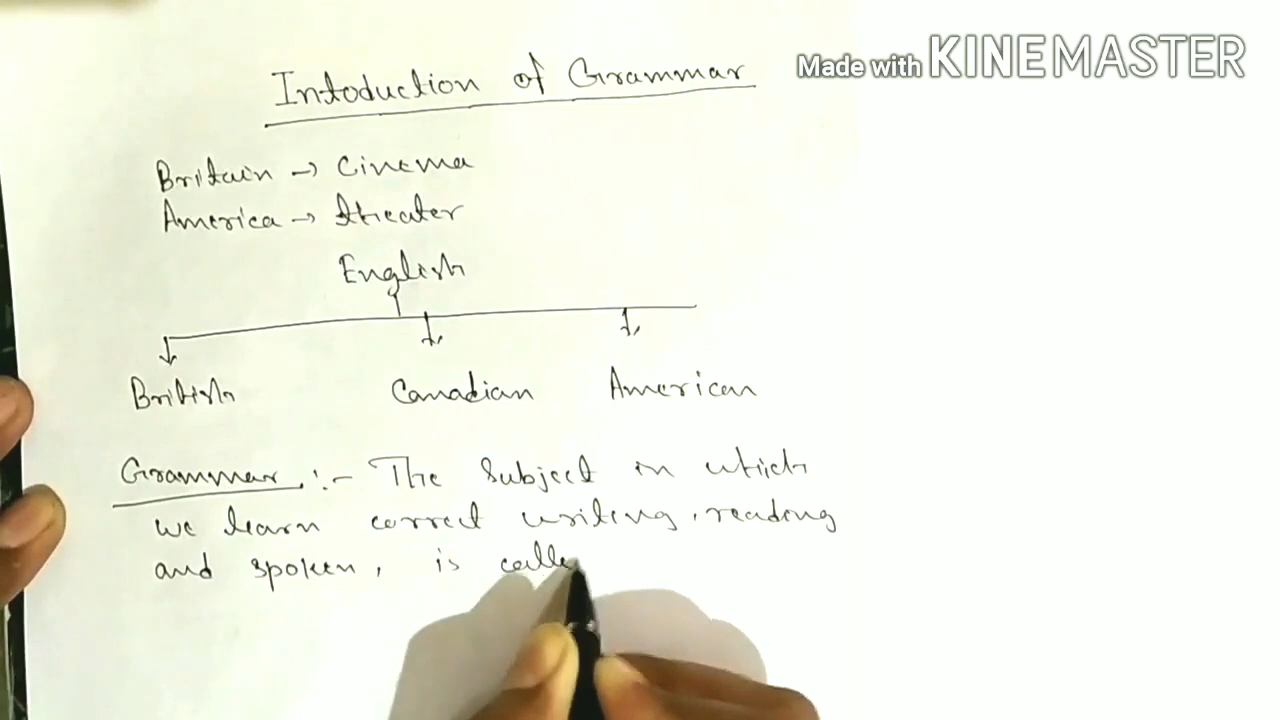 Made with KINEMASTER
Intoduction of Grammar
Britain → Cinema
America → theater
English
British Canadian American
Grammar :- The subject in which
we learn correct writing, reading
and spoken, is calle